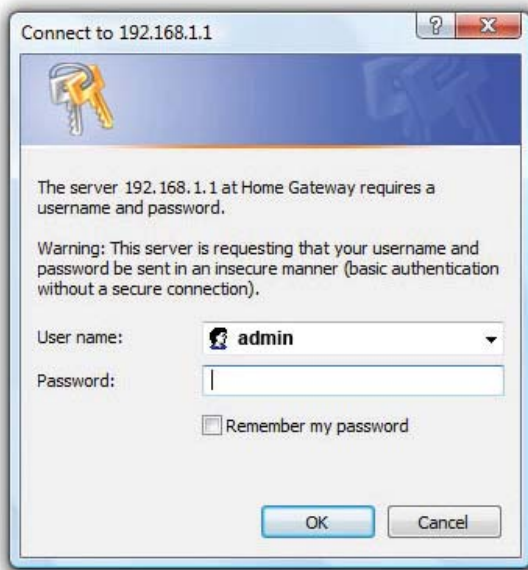 Connect to 192.168.1.1
The server 192.168.1.1 at Home Gateway requires a
username and password.
Warning: This server is requesting that your username and
password be sent in an insecure manner (basic authentication
without a secure connection).
User name:
admin
Password:
Remember my password
OK
Cancel